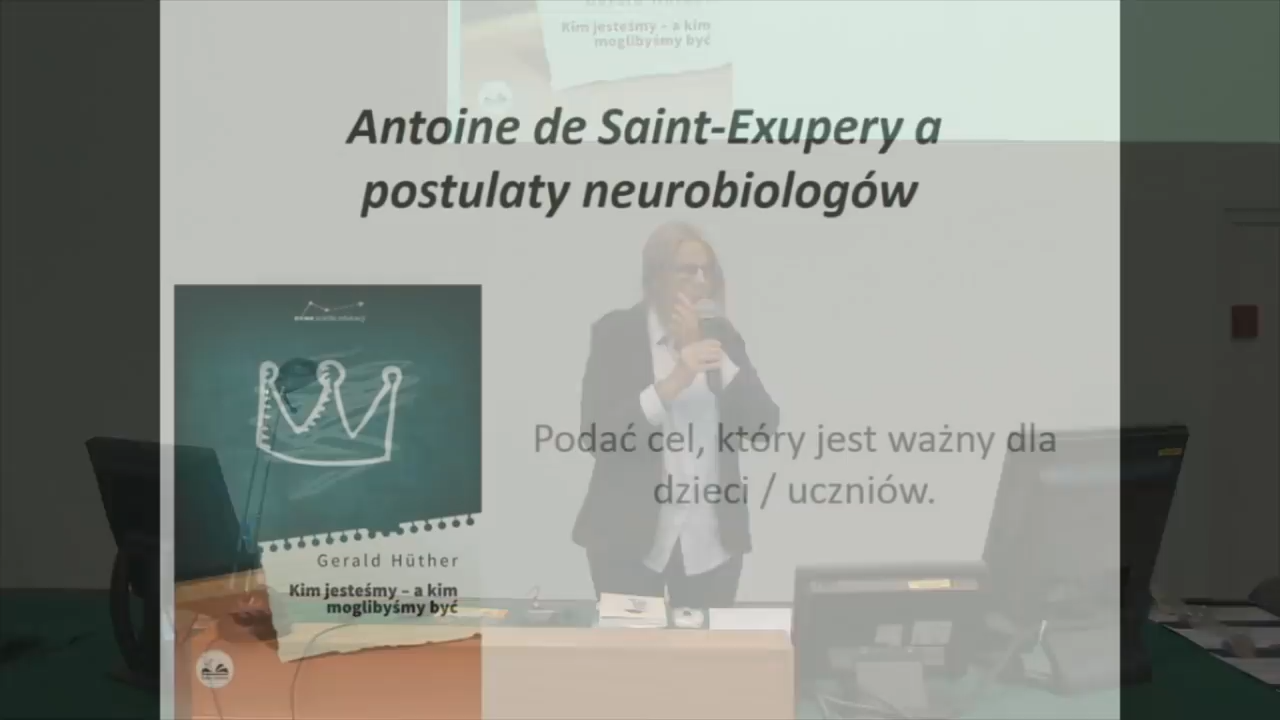 Kim jesteśmy – a kim
moglibyśmy być
Antoine de Saint-Exupery a
postulaty neurobiologów
Podać cel, który jest ważny dla
dzieci / uczniów.
Gerald Hüther
Kim jesteśmy – a kim
moglibyśmy być